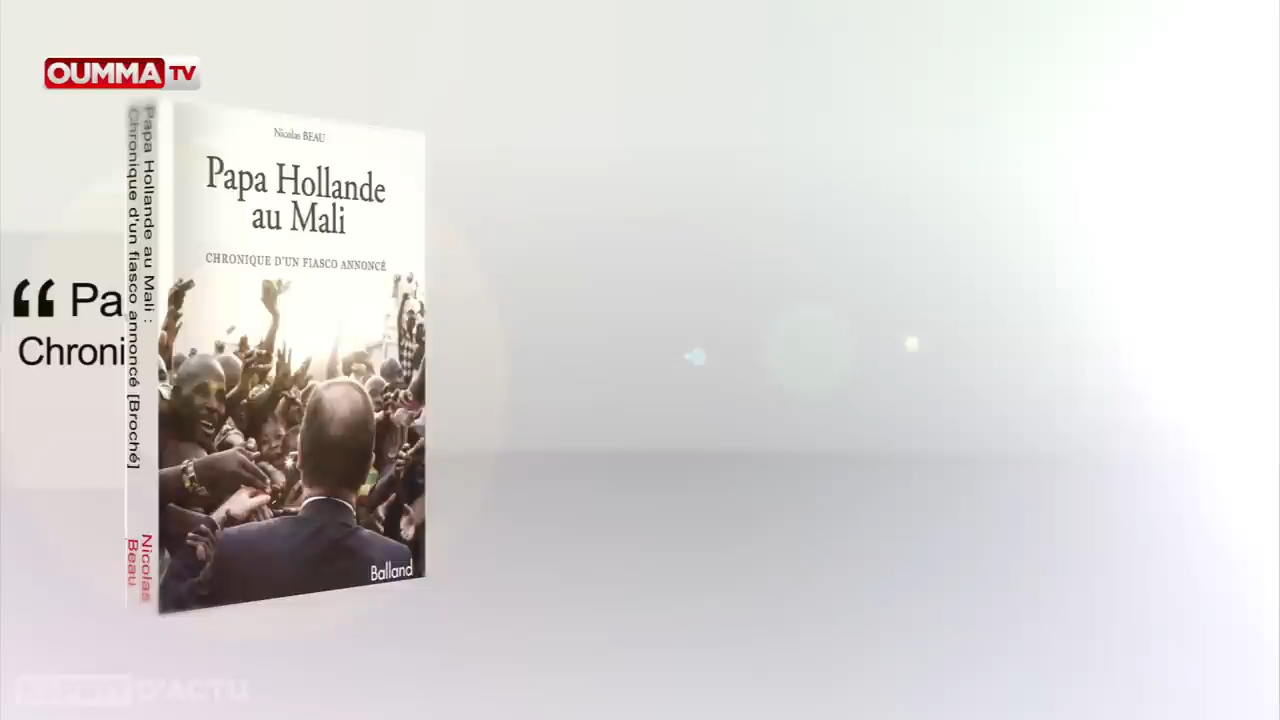 OUMMA TV
Papa Hollande au Mali :
Chronique d'un fiasco annoncé [Broché]
Nicolas
Beau
Nicolas BEAU
Papa Hollande
au Mali
CHRONIQUE D'UN FIASCO ANNONCÉ
Balland
“ Pa
Chroni
D'ACTU